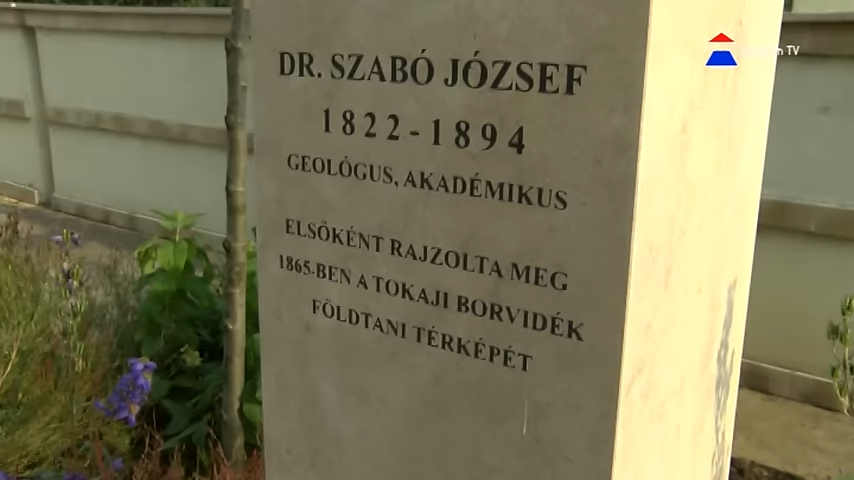 DR. SZABÓ JÓZSEF
1822-1894
GEOLÓGUS, AKADÉMIKUS
ELSŐKÉNT RAJZOLTA MEG
1865-BEN A TOKAJI BORVIDÉK
FÖLDTANI TÉRKÉPÉT
TV